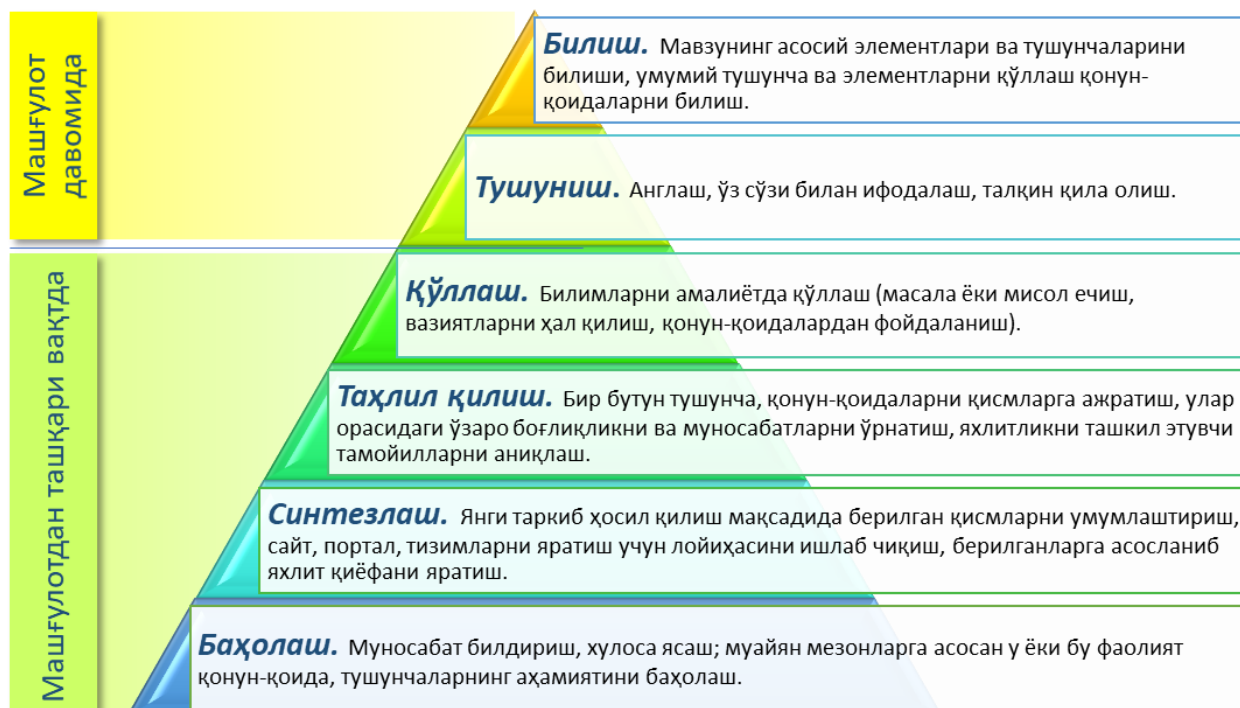 Машғулот
давомида
Билиш. Мавзунинг асосий элементлари ва тушунчаларини
билиши, умумий тушунча ва элементларни қўллаш қонун-
қоидаларни билиш.
Тушуниш. Англаш, ўз сўзи билан ифодалаш, талқин қила олиш.
Машғулотдан ташқари вақтда
Қўллаш. Билимларни амалиётда қўллаш (масала ёки мисол ечиш,
вазиятларни ҳал қилиш, қонун-қоидалардан фойдаланиш).
Таҳлил қилиш. Бир бутун тушунча, қонун-қоидаларни қисмларга ажратиш, улар
орасидаги ўзаро боғлиқликни ва муносабатларни ўрнатиш, яхлитликни ташкил этувчи
тамойилларни аниқлаш.
Синтезлаш. Янги таркиб ҳосил қилиш мақсадида берилган қисмларни умумлаштириш,
сайт, портал, тизимларни яратиш учун лойиҳасини ишлаб чиқиш, берилганларга асосланиб
яхлит қиёфани яратиш.
Баҳолаш. Муносабат билдириш, хулоса ясаш; муайян мезонларга асосан у ёки бу фаолият
қонун-қоида, тушунчаларнинг аҳамиятини баҳолаш.